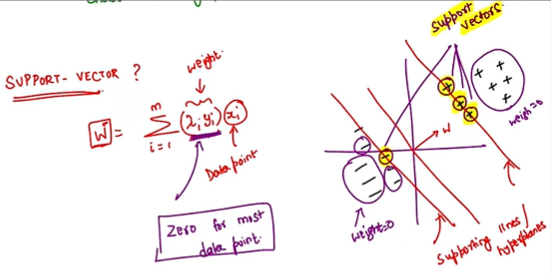 Support
vectors.
SUPPORT-VECTOR ?
weight.
W = m Σ i=1 (λi yi) xi
Data point
Zero for most
data point.
weigh=0
W
weight=0
Supporting lines/
hyperplanes